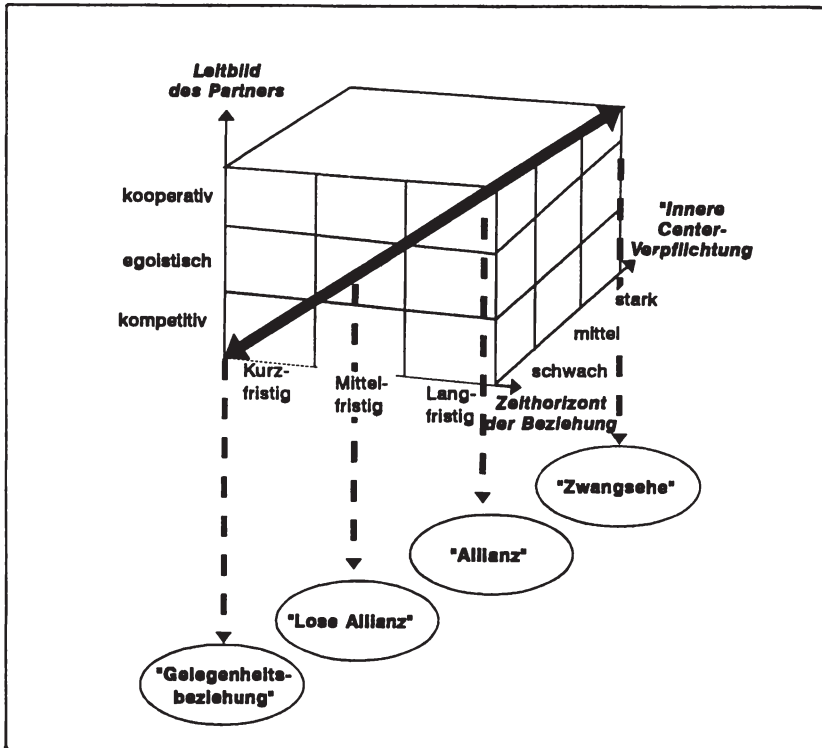 Leitbild
des Partners
kooperativ
egoistisch
kompetitiv
"Innere
Center-
Verpflichtung
stark
mittel
schwach
Kurz-
fristig
Mittel-
fristig
Lang-
fristig
Zeithorizont
der Beziehung
"Zwangsehe"
"Allianz"
"Lose Allianz"
"Gelegenheits-
beziehung"